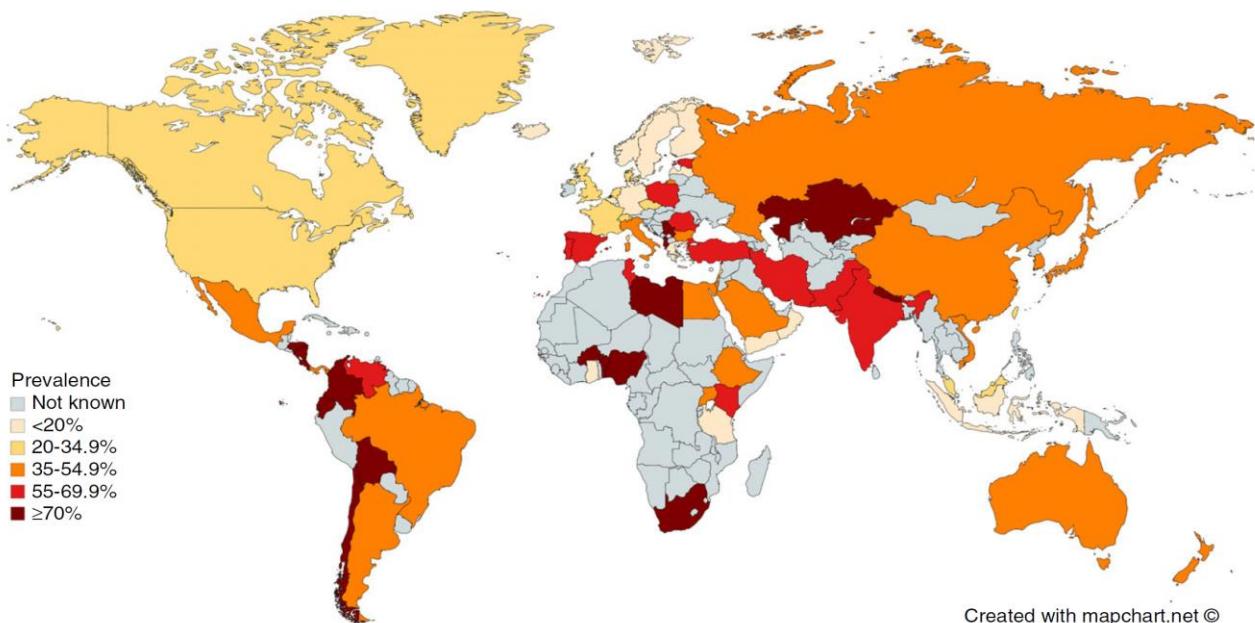 Prevalence
Not known
<20%
20-34.9%
35-54.9%
55-69.9%
≥70%
Created with mapchart.net ©